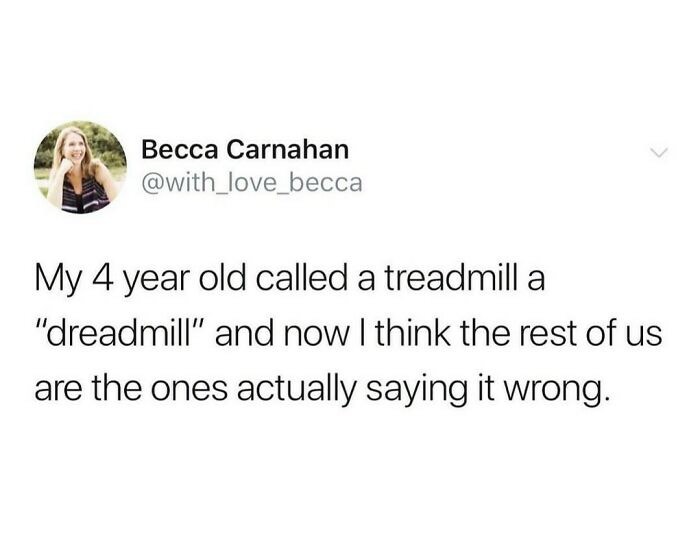 Becca Carnahan
@with_love_becca
My 4 year old called a treadmill a
"dreadmill" and now I think the rest of us
are the ones actually saying it wrong.